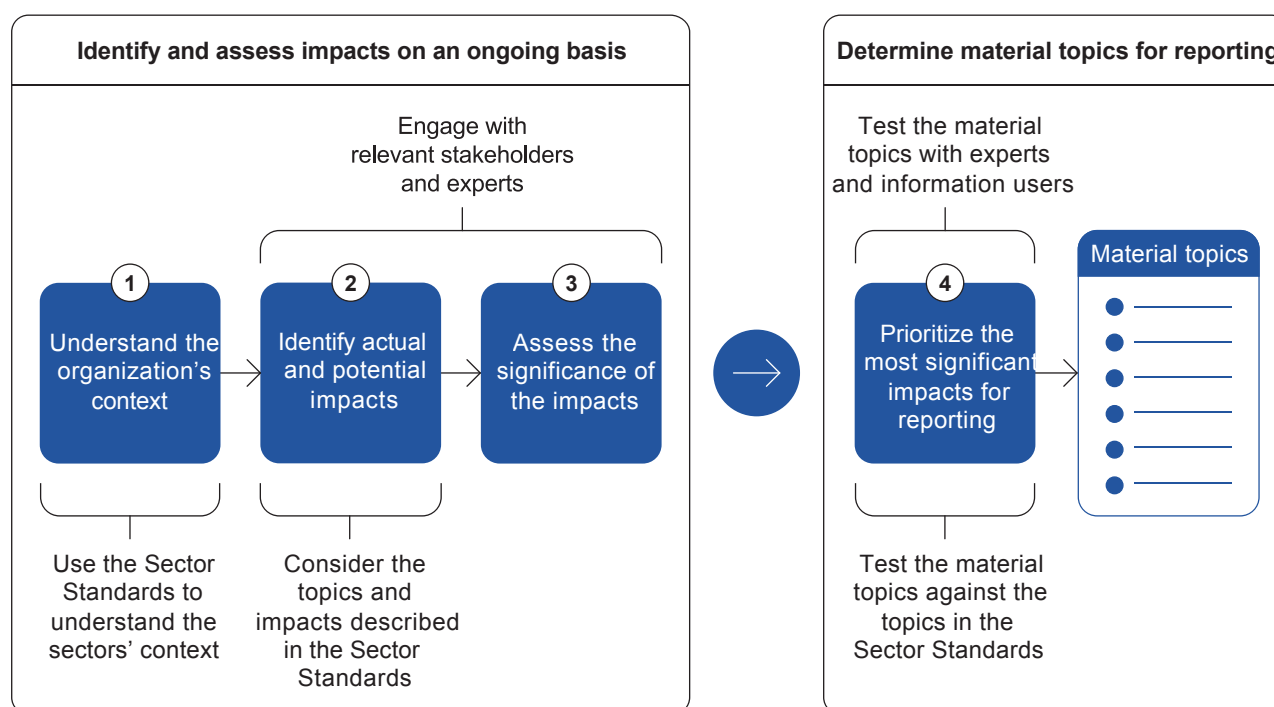 Identify and assess impacts on an ongoing basis
Engage with
relevant stakeholders
and experts
1
Understand the
organization’s
context
2
Identify actual
and potential
impacts
3
Assess the
significance of
the impacts
Use the Sector
Standards to
understand the
sectors’ context
Consider the
topics and
impacts described
in the Sector
Standards
Determine material topics for reporting
Test the material
topics with experts
and information users
4
Prioritize the
most significant
impacts for
reporting
Material topics
Test the material
topics against the
topics in the
Sector Standards